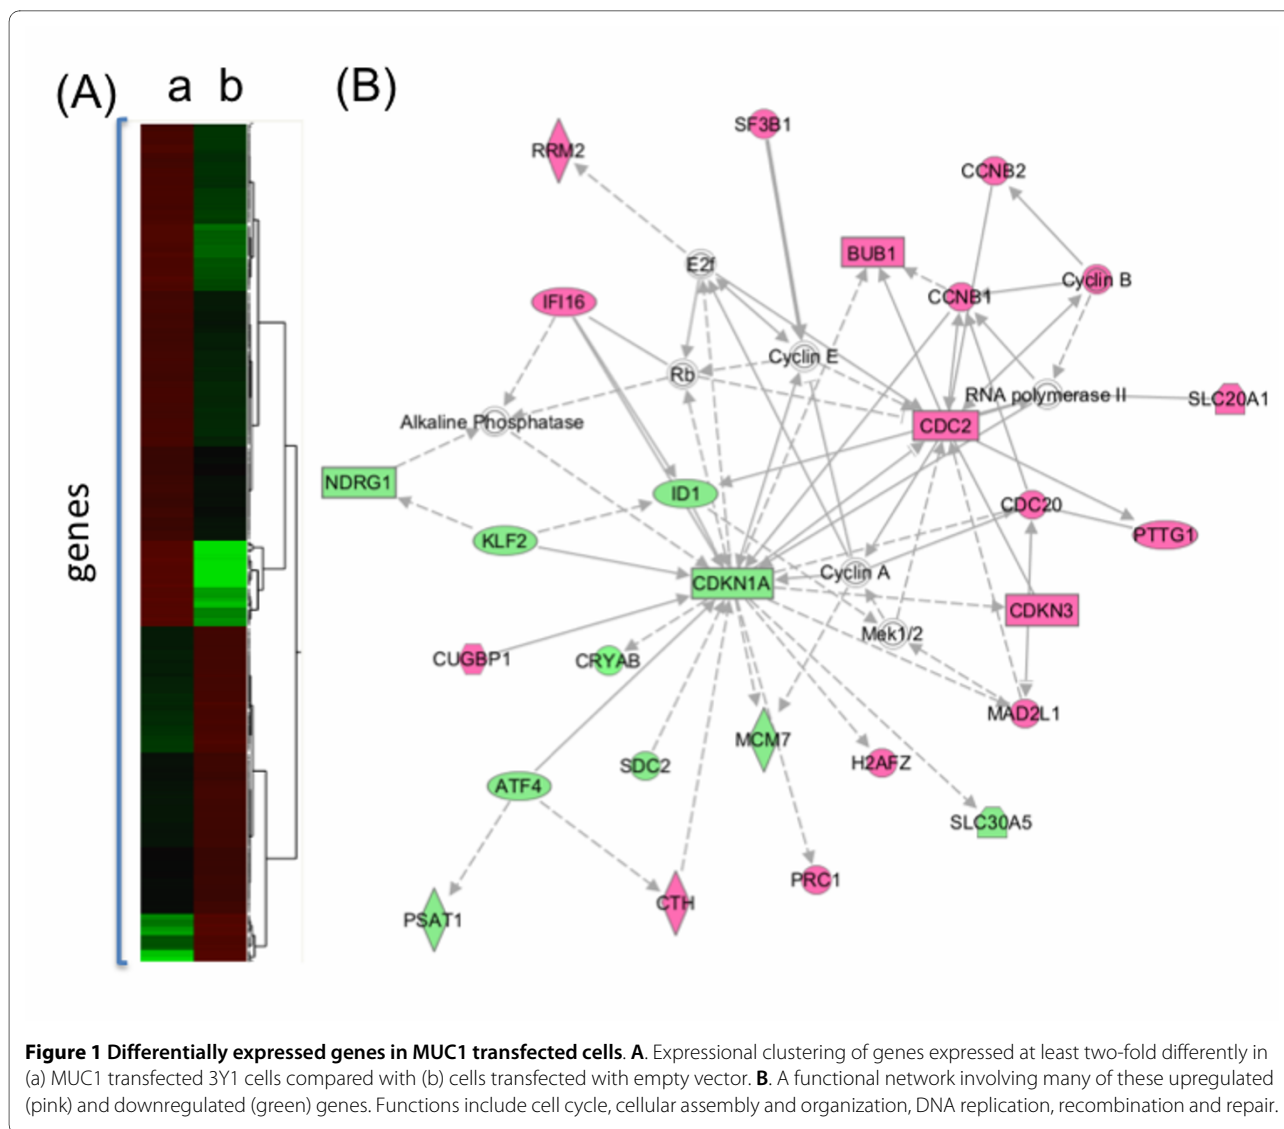 (A)
a b
(B)
genes
SF3B1
RRM2
CCNB2
BUB1
E2f
Cyclin B
CCNB1
IFI16
Cyclin E
Rb
RNA polymerase II
SLC20A1
Alkaline Phosphatase
CDC2
NDRG1
ID1
CDC20
PTTG1
KLF2
Cyclin A
CDKN1A
CDKN3
Mek1/2
CUGBP1
CRYAB
MAD2L1
MCM7
SDC2
H2AFZ
ATF4
SLC30A5
PRC1
CTH
PSAT1
Figure 1 Differentially expressed genes in MUC1 transfected cells. A. Expressional clustering of genes expressed at least two-fold differently in
(a) MUC1 transfected 3Y1 cells compared with (b) cells transfected with empty vector. B. A functional network involving many of these upregulated
(pink) and downregulated (green) genes. Functions include cell cycle, cellular assembly and organization, DNA replication, recombination and repair.